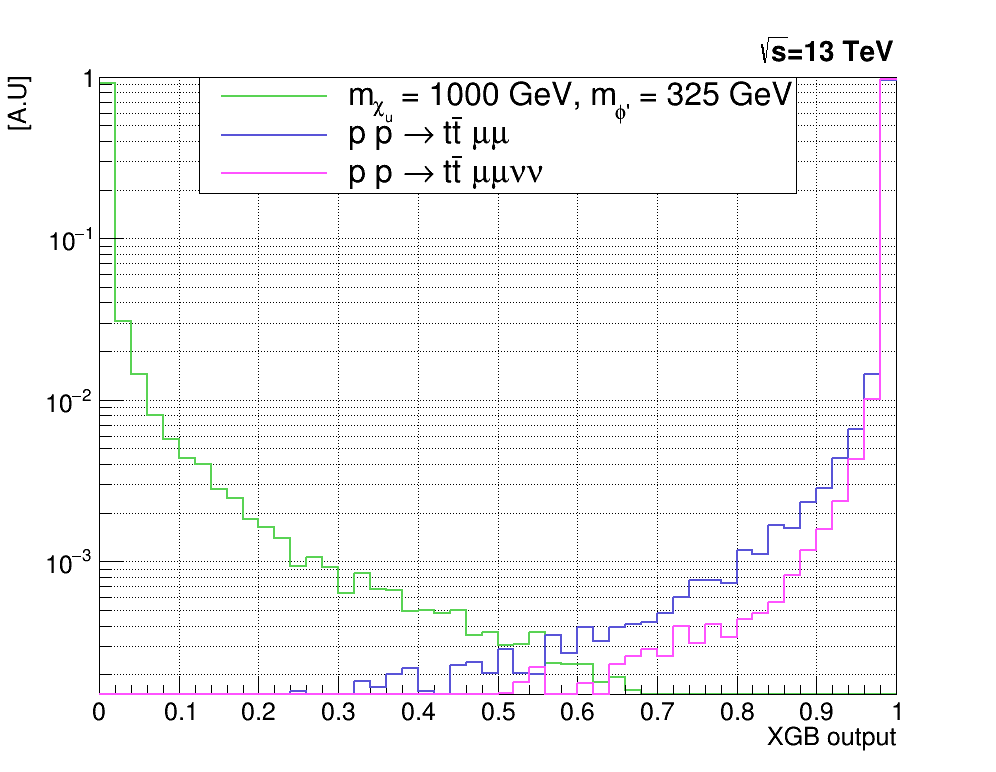 √s=13 TeV
[A.U]
m_χ_u = 1000 GeV, m_ϕ' = 325 GeV
p p → tt̄ μμ
p p → tt̄ μμνν
1
10⁻¹
10⁻²
10⁻³
0 0.1 0.2 0.3 0.4 0.5 0.6 0.7 0.8 0.9 1
XGB output